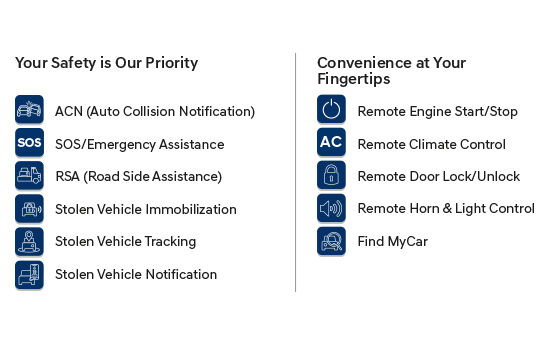 Your Safety is Our Priority
ACN (Auto Collision Notification)
SOS
SOS/Emergency Assistance
RSA (Road Side Assistance)
Stolen Vehicle Immobilization
Stolen Vehicle Tracking
Stolen Vehicle Notification
Convenience at Your
Fingertips
Remote Engine Start/Stop
AC
Remote Climate Control
Remote Door Lock/Unlock
Remote Horn & Light Control
Find MyCar